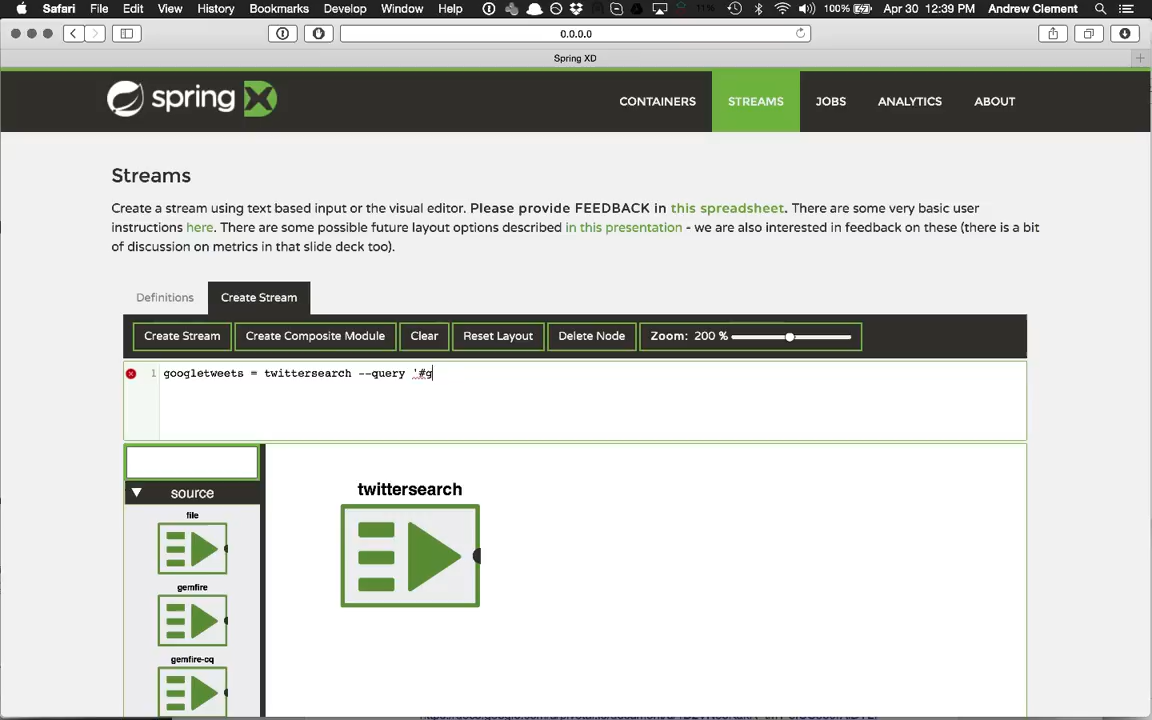 Safari File Edit View History Bookmarks Develop Window Help 11% 100% Apr 30 12:39 PM Andrew Clement
0.0.0.0
Spring XD
spring X
CONTAINERS STREAMS JOBS ANALYTICS ABOUT
Streams
Create a stream using text based input or the visual editor. Please provide FEEDBACK in this spreadsheet. There are some very basic user
instructions here. There are some possible future layout options described in this presentation - we are also interested in feedback on these (there is a bit
of discussion on metrics in that slide deck too).
Definitions Create Stream
Create Stream Create Composite Module Clear Reset Layout Delete Node Zoom: 200 %
1 googletweets = twittersearch --query '#g
source
file
gemfire
gemfire-cq
twittersearch